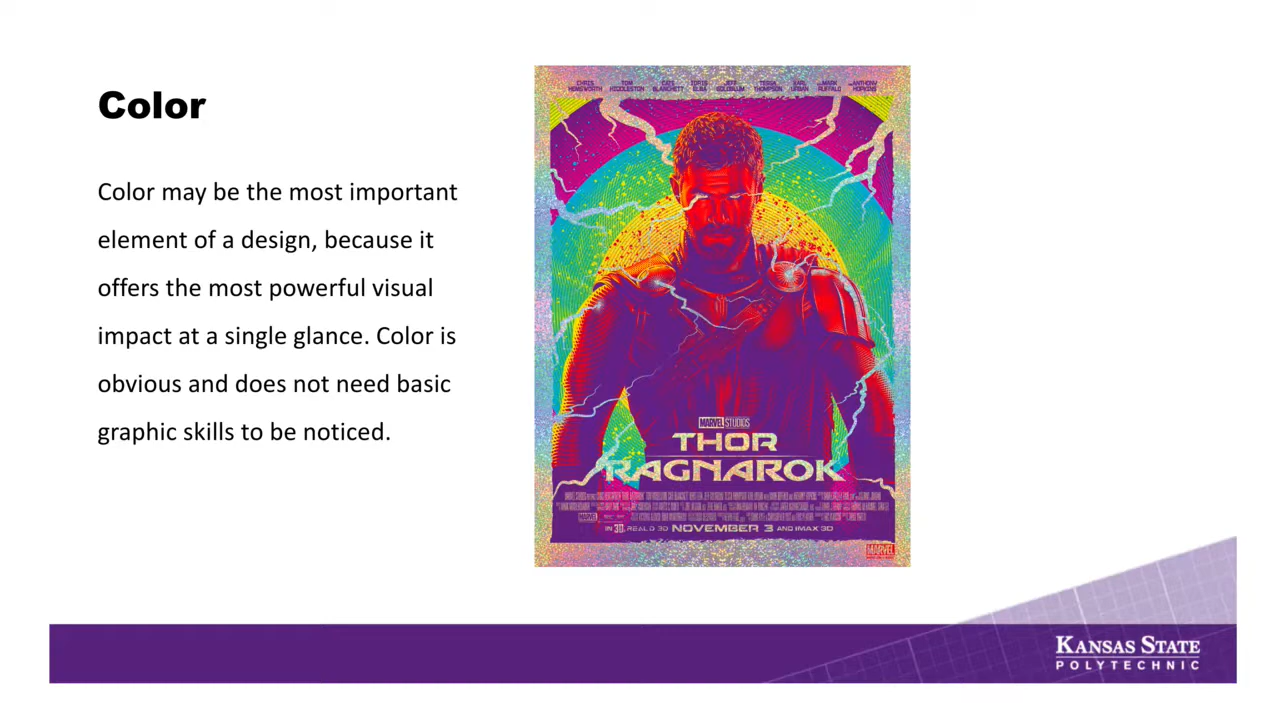 Color
Color may be the most important
element of a design, because it
offers the most powerful visual
impact at a single glance. Color is
obvious and does not need basic
graphic skills to be noticed.
CHRIS HEMSWORTH TOM HIDDLESTON CATE BLANCHETT IDRIS ELBA JEFF GOLDBLUM TESSA THOMPSON KARL URBAN WITH MARK RUFFALO AND ANTHONY HOPKINS
MARVEL STUDIOS
THOR
RAGNAROK
MARVEL
IN 3D, REAL D 3D NOVEMBER 3 AND IMAX 3D
MARVEL
KANSAS STATE
POLYTECHNIC